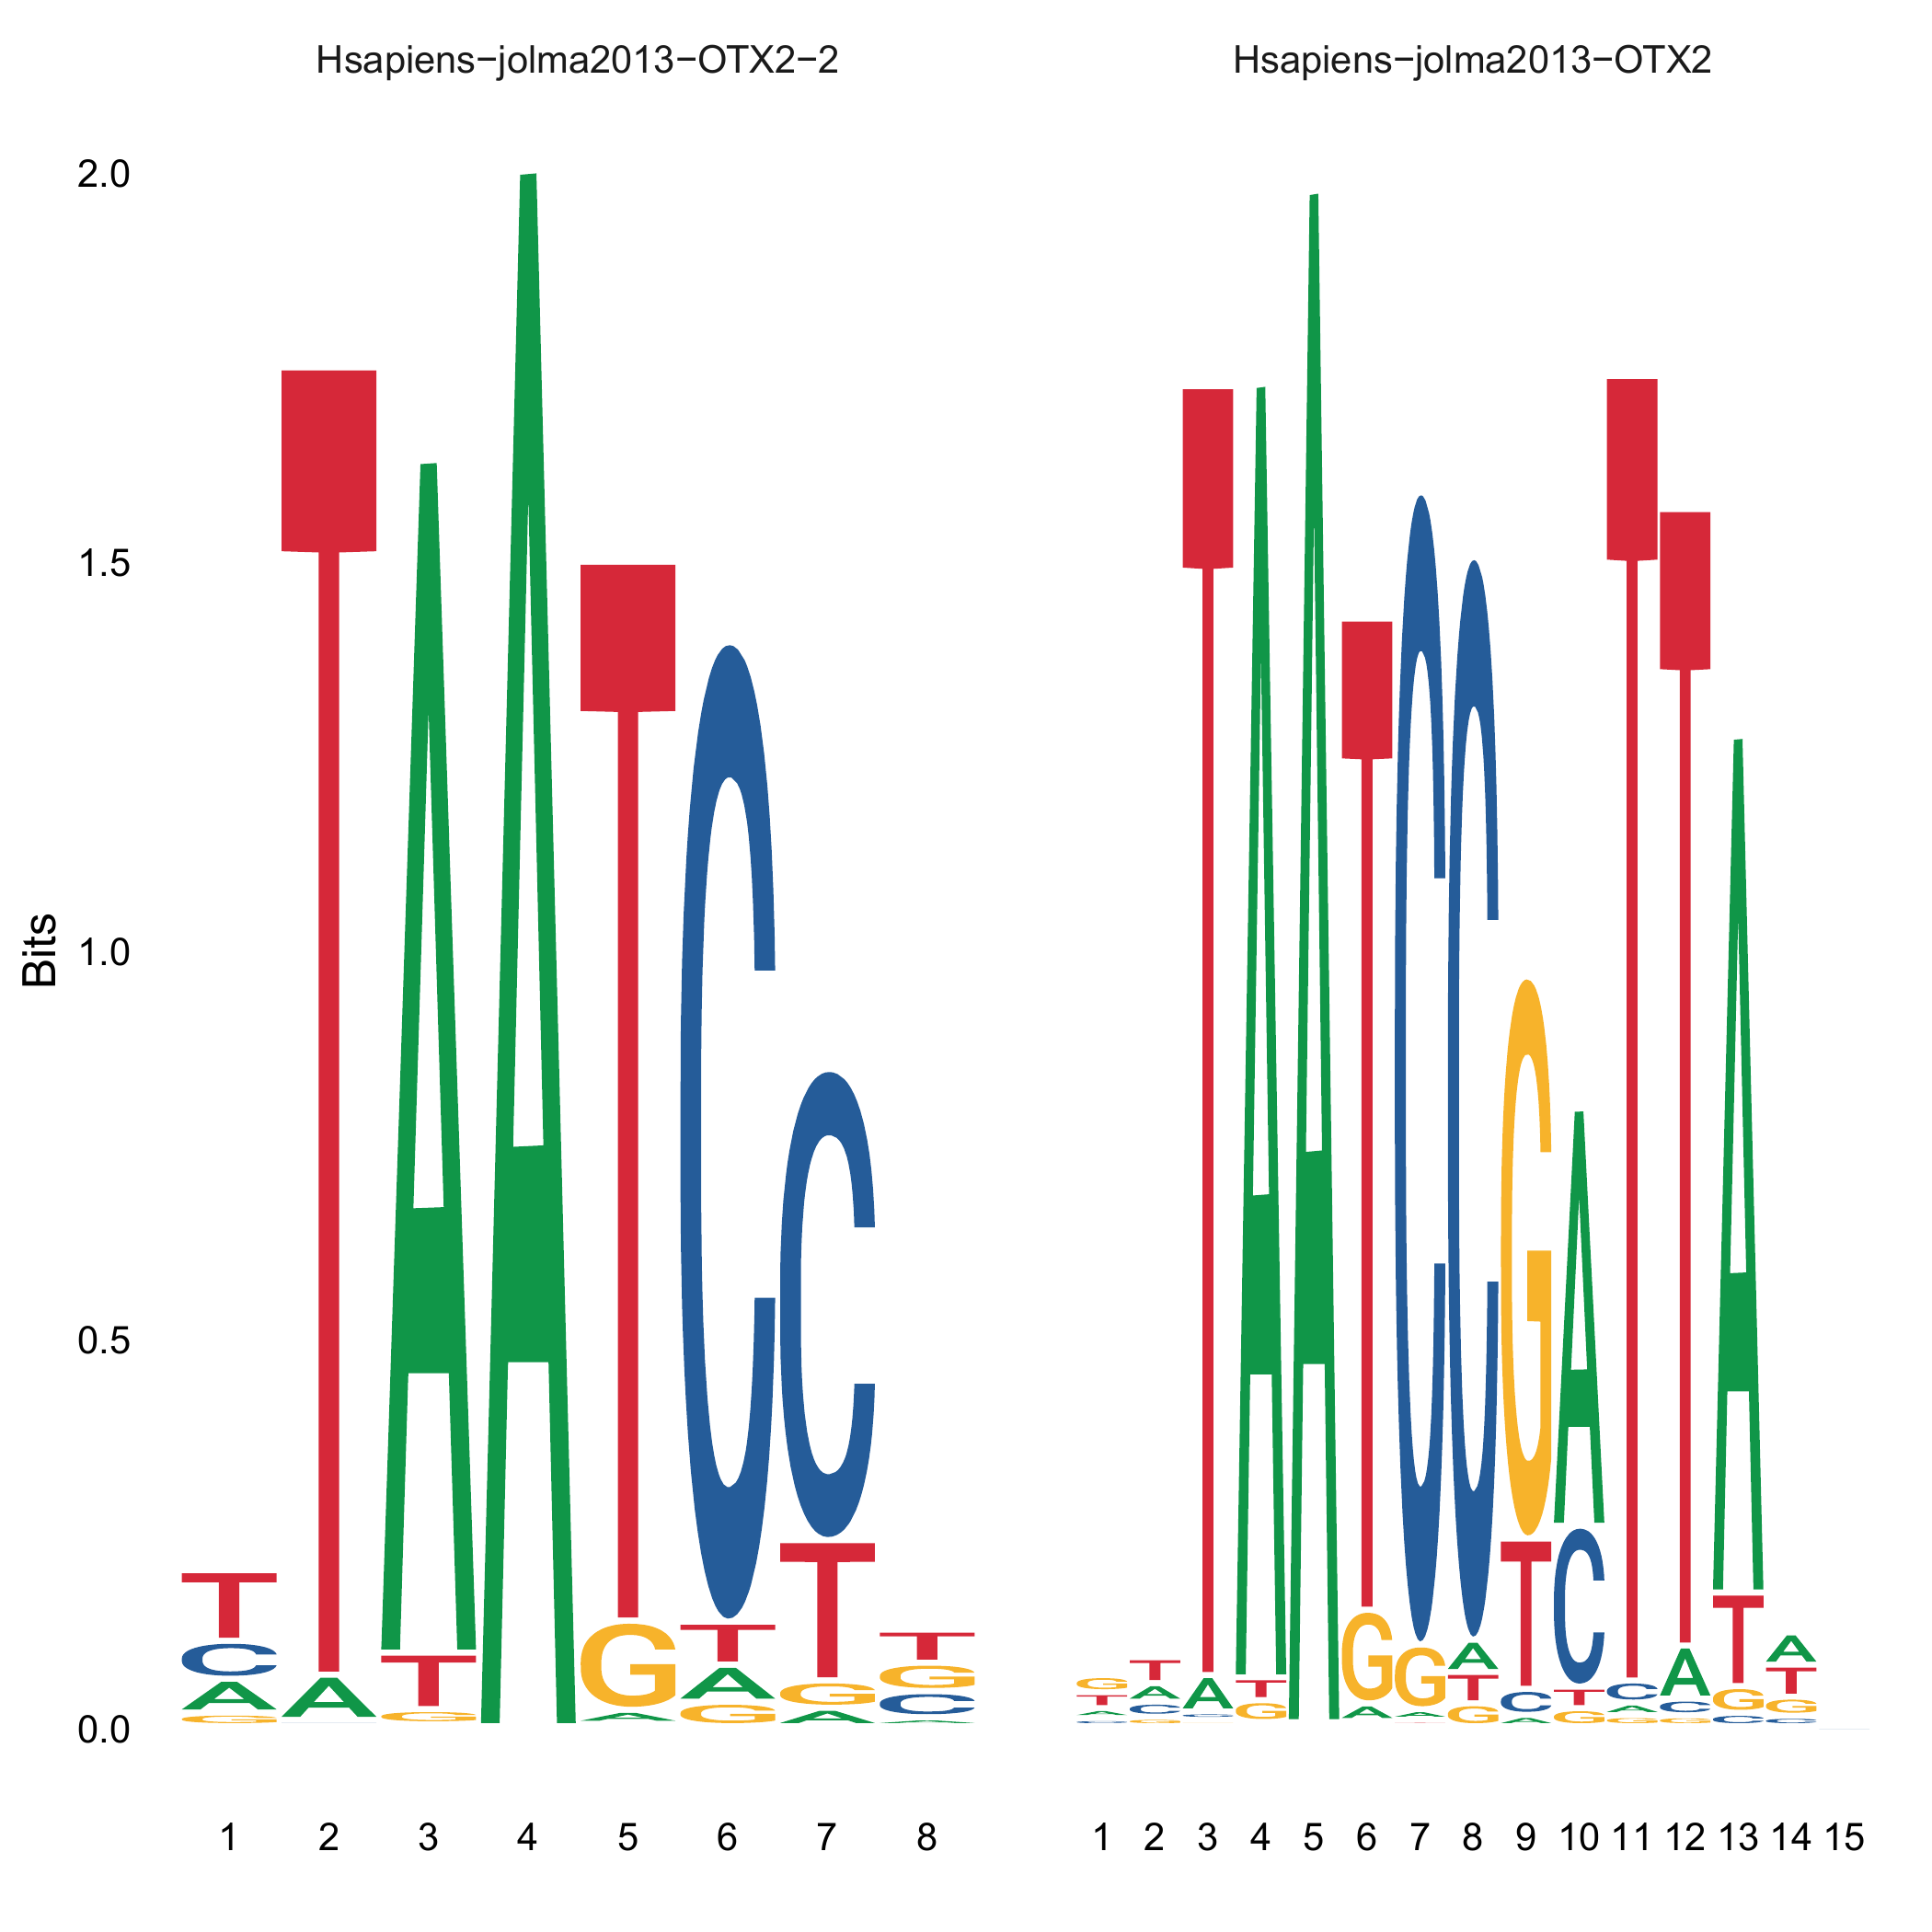 Hsapiens−jolma2013−OTX2−2 Hsapiens−jolma2013−OTX2
2.0
1.5
1.0
0.5
0.0
Bits
T C A G
T A
A T G
A
T G A
C T A G
C T G A
T G C A
G T A C
T A C G
T A C
A T G
A
T G A
C G A T
C A T G
G T C A
A C T G
T C A G
T A C G
A T G C
A T G C
1 2 3 4 5 6 7 8 1 2 3 4 5 6 7 8 9 10 11 12 13 14 15